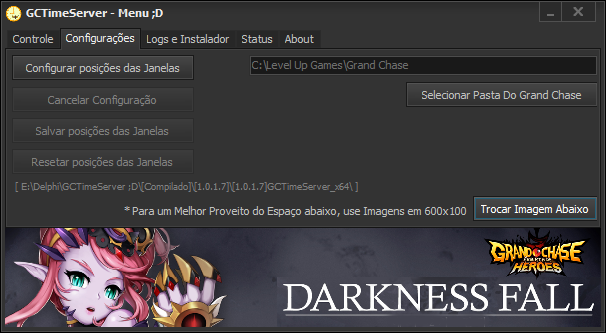 GCTimeServer - Menu ;D
Controle Configurações Logs e Instalador Status About
Configurar posições das Janelas
C:\Level Up Games\Grand Chase
Cancelar Configuração
Selecionar Pasta Do Grand Chase
Salvar posições das Janelas
Resetar posições das Janelas
[ E:\Delphi\GCTimeServer ;D\[Compilado]\[1.0.1.7]\[1.0.1.7]GCTimeServer_x64\ ]
* Para um Melhor Proveito do Espaço abaixo, use Imagens em 600x100
Trocar Imagem Abaixo
GRAND CHASE
HEROES
DARKNESS FALL